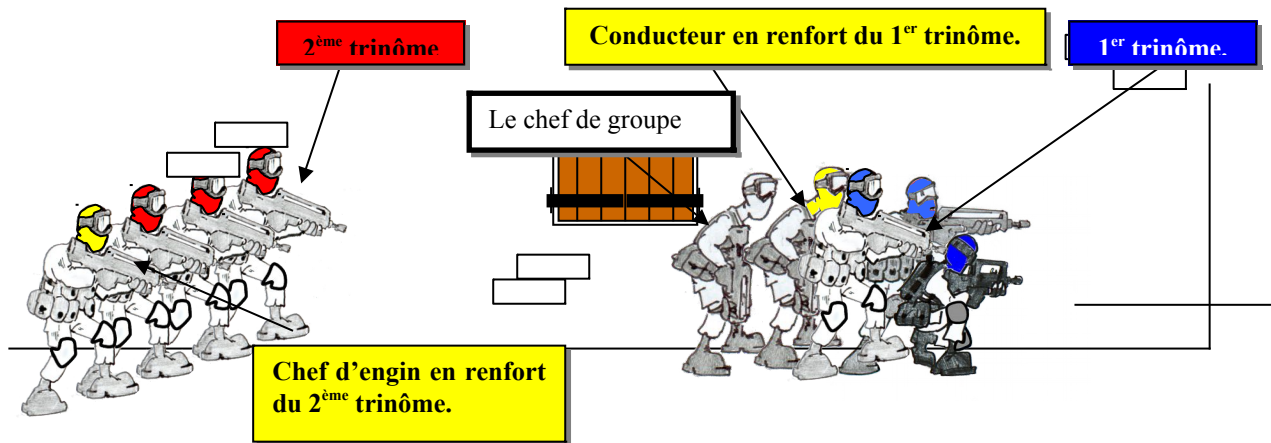 2ème trinôme
Conducteur en renfort du 1er trinôme.
1er trinôme.
Le chef de groupe
Chef d’engin en renfort
du 2ème trinôme.